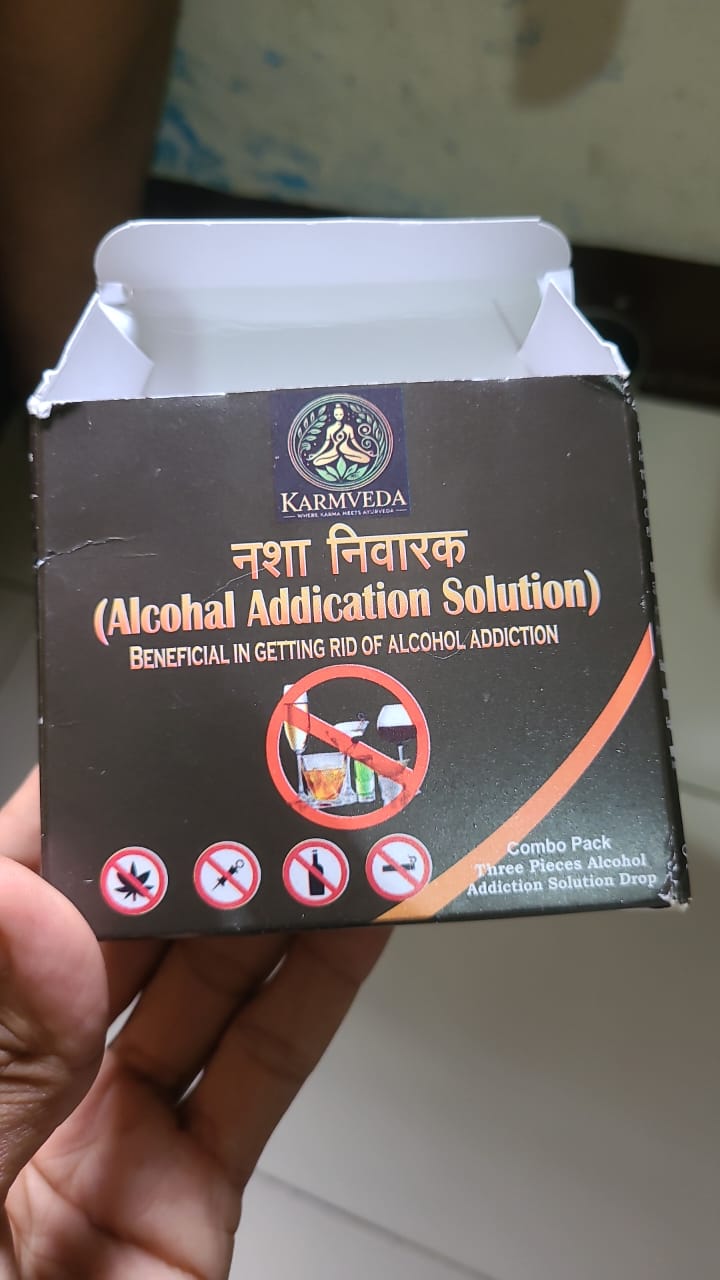 KARMVEDA
WHERE KARMA MEETS AYURVEDA
नशा निवारक
(Alcohal Addication Solution)
BENEFICIAL IN GETTING RID OF ALCOHOL ADDICTION
Combo Pack
Three Pieces Alcohol
Addiction Solution Drop